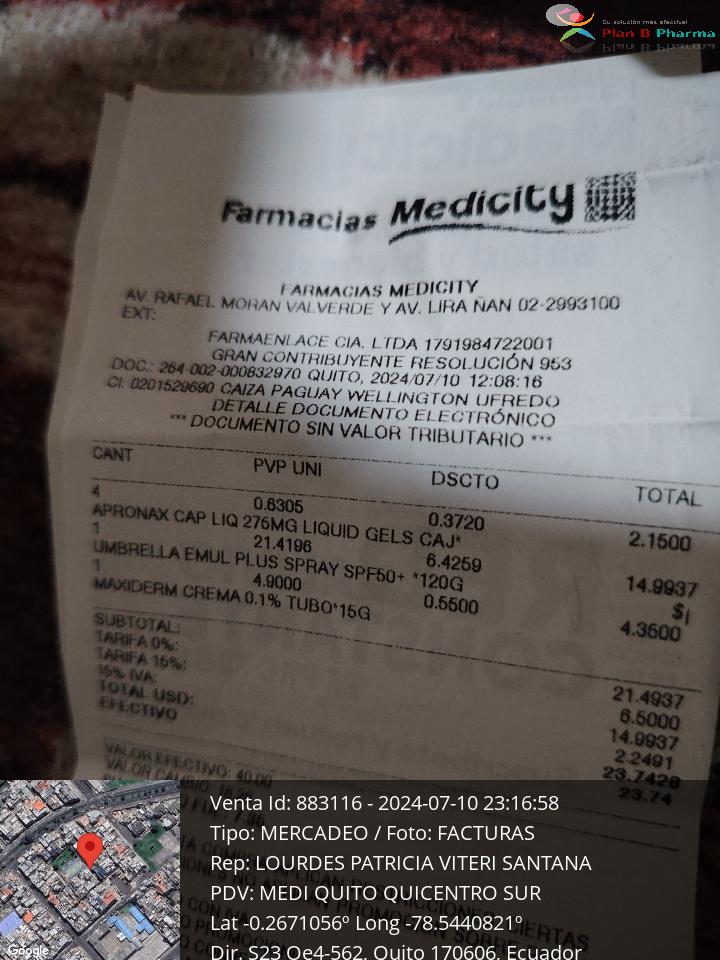 Su solución más efectiva!
Plan B Pharma
Farmacias Medicity
FARMACIAS MEDICITY
AV. RAFAEL MORAN VALVERDE Y AV. LIRA ÑAN 02-2993100
EXT:
FARMAENLACE CIA. LTDA 1791984722001
GRAN CONTRIBUYENTE RESOLUCIÓN 953
DOC.: 264-002-000832970 QUITO, 2024/07/10 12:08:16
CI: 0201529690 CAIZA PAGUAY WELLINGTON UFREDO
DETALLE DOCUMENTO ELECTRÓNICO
*** DOCUMENTO SIN VALOR TRIBUTARIO ***
CANT PVP UNI DSCTO TOTAL
4 0.6305 0.3720 2.1500
APRONAX CAP LIQ 275MG LIQUID GELS CAJ*
1 21.4196 6.4259 14.9937
UMBRELLA EMUL PLUS SPRAY SPF50+ *120G $¡
1 4.9000 0.5500 4.3500
MAXIDERM CREMA 0.1% TUBO*15G
SUBTOTAL: 21.4937
TARIFA 0%: 6.5000
TARIFA 15%: 14.9937
15% IVA: 2.2491
TOTAL USD: 23.7428
EFECTIVO 23.74
VALOR EFECTIVO: 40.00
VALOR CAMBIO:
Venta Id: 883116 - 2024-07-10 23:16:58
Tipo: MERCADEO / Foto: FACTURAS
Rep: LOURDES PATRICIA VITERI SANTANA
PDV: MEDI QUITO QUICENTRO SUR
Lat -0.2671056º Long -78.5440821º
Dir. S23 Oe4-562, Quito 170606, Ecuador
Google